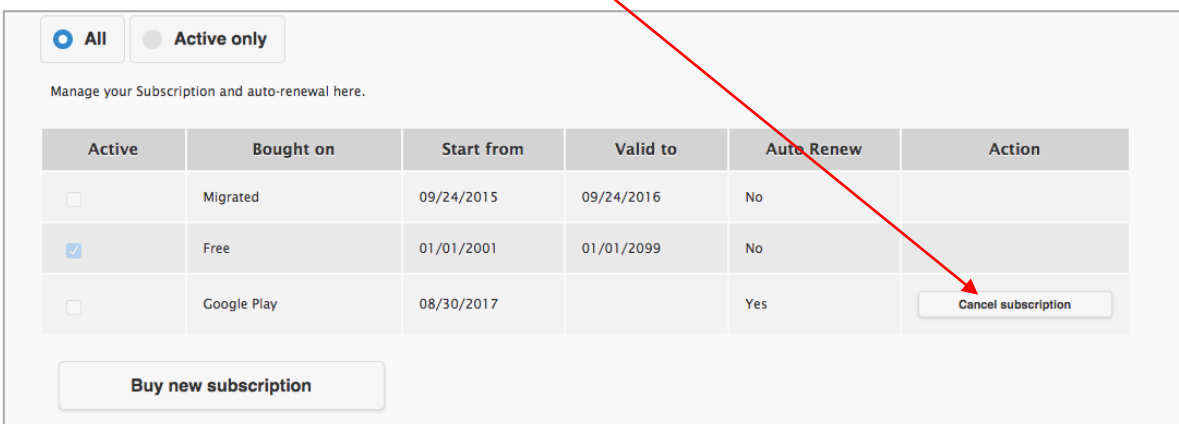 All Active only
Manage your Subscription and auto-renewal here.
Active Bought on Start from Valid to Auto Renew Action
Migrated 09/24/2015 09/24/2016 No
Free 01/01/2001 01/01/2099 No
Google Play 08/30/2017 Yes Cancel subscription
Buy new subscription